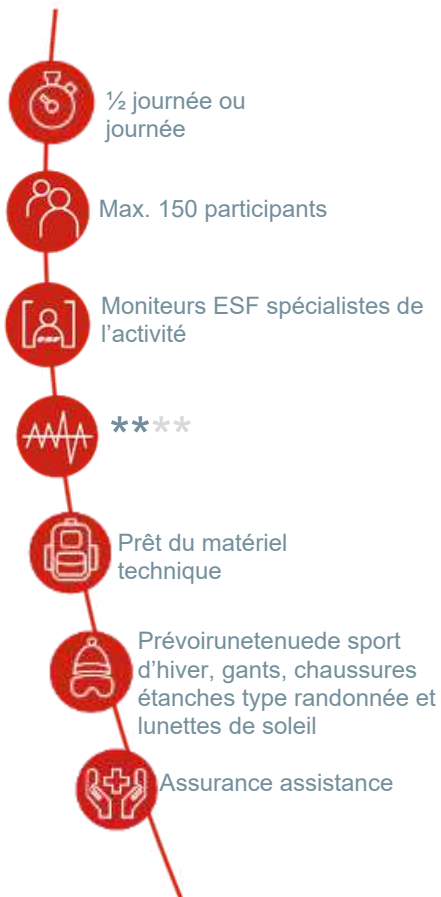 ½ journée ou
journée
Max. 150 participants
Moniteurs ESF spécialistes de
l’activité
esf
****
Prêt du matériel
technique
Prévoirunetenuede sport
d’hiver, gants, chaussures
étanches type randonnée et
lunettes de soleil
Assurance assistance